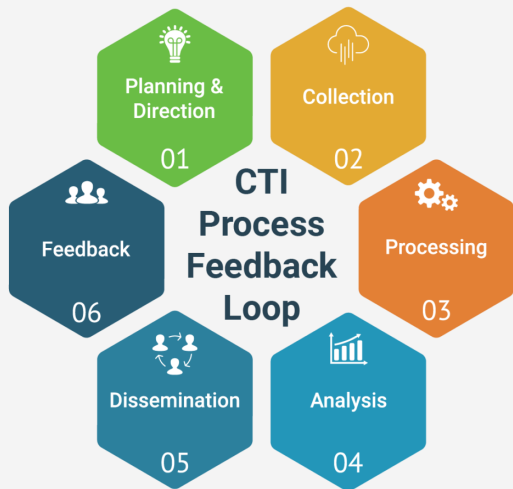 Planning &
Direction
01
Collection
02
CTI
Process
Feedback
Loop
Processing
03
Analysis
04
Dissemination
05
Feedback
06